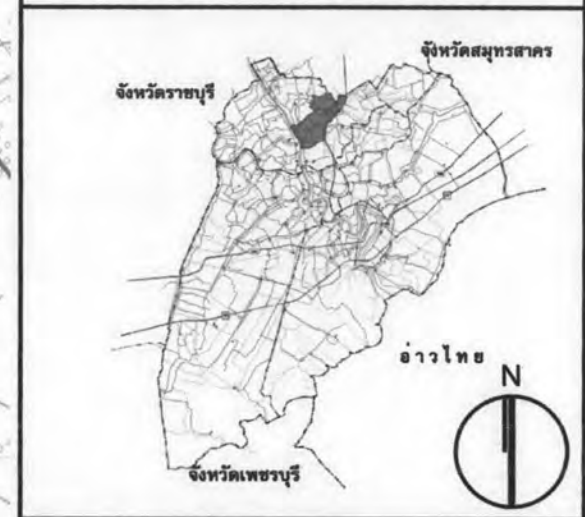 จังหวัดสมุทรสาคร
จังหวัดราชบุรี
อ่าวไทย
N
จังหวัดเพชรบุรี